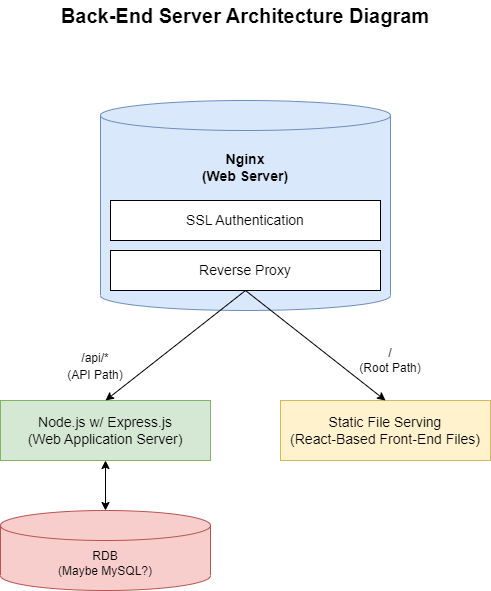 Back-End Server Architecture Diagram
Nginx
(Web Server)
SSL Authentication
Reverse Proxy
/api/*
(API Path)
/
(Root Path)
Node.js w/ Express.js
(Web Application Server)
Static File Serving
(React-Based Front-End Files)
RDB
(Maybe MySQL?)